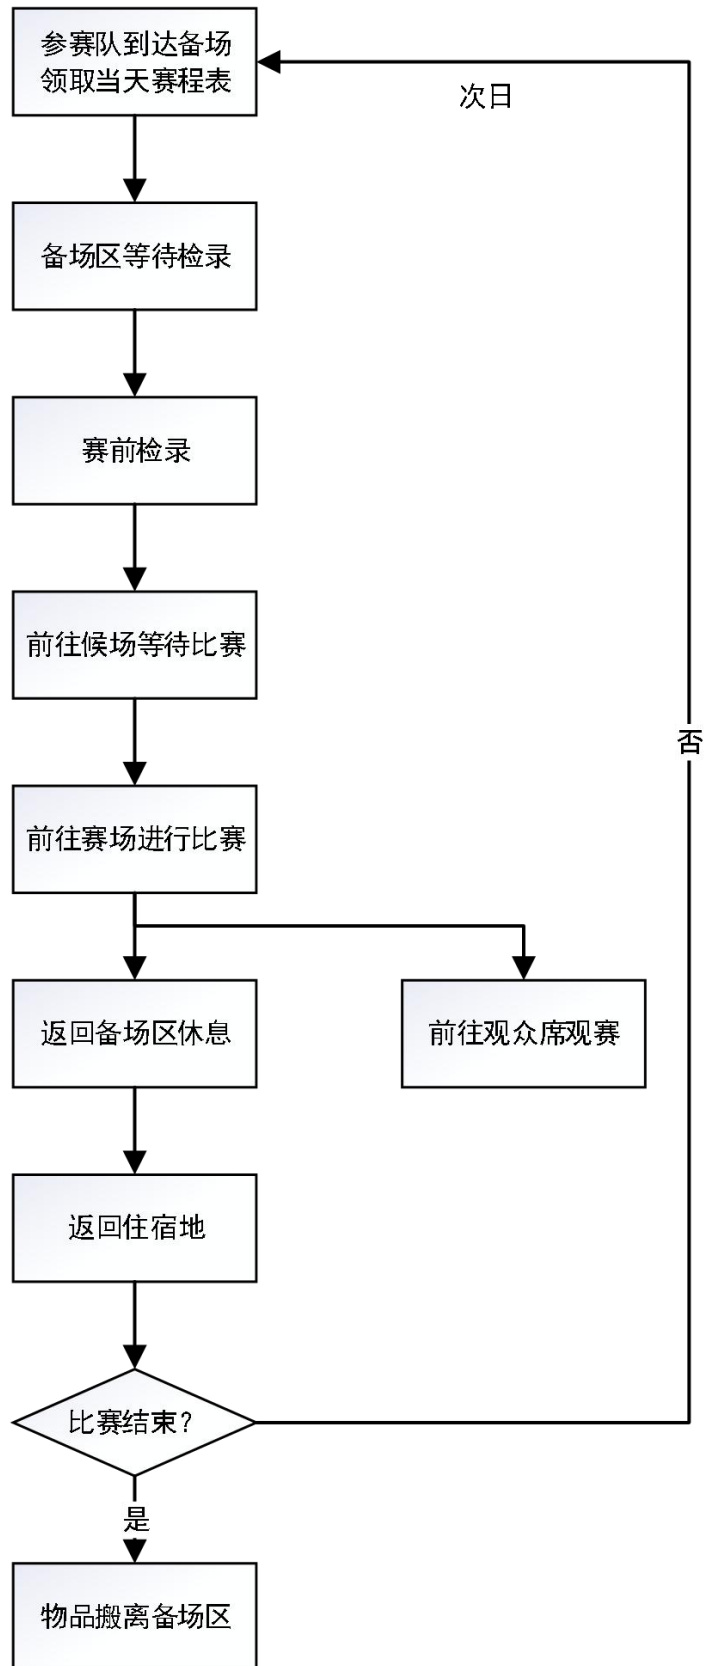 参赛队到达备场
领取当天赛程表
次日
备场区等待检录
赛前检录
前往候场等待比赛
否
前往赛场进行比赛
返回备场区休息
前往观众席观赛
返回住宿地
比赛结束?
是
物品搬离备场区